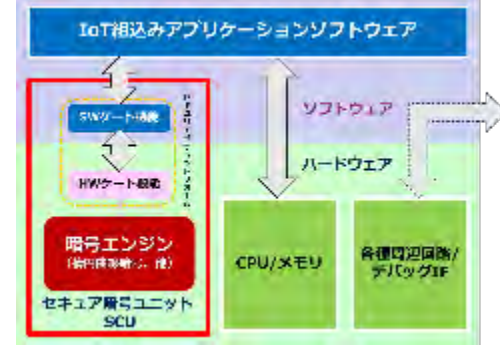 IoT組込みアプリケーションソフトウェア
SWゲート機能
HWゲート機能
ソフトウェア
ハードウェア
暗号エンジン
セキュア暗号ユニット
SCU
CPU/メモリ
各種周辺回路/
デバッグIF